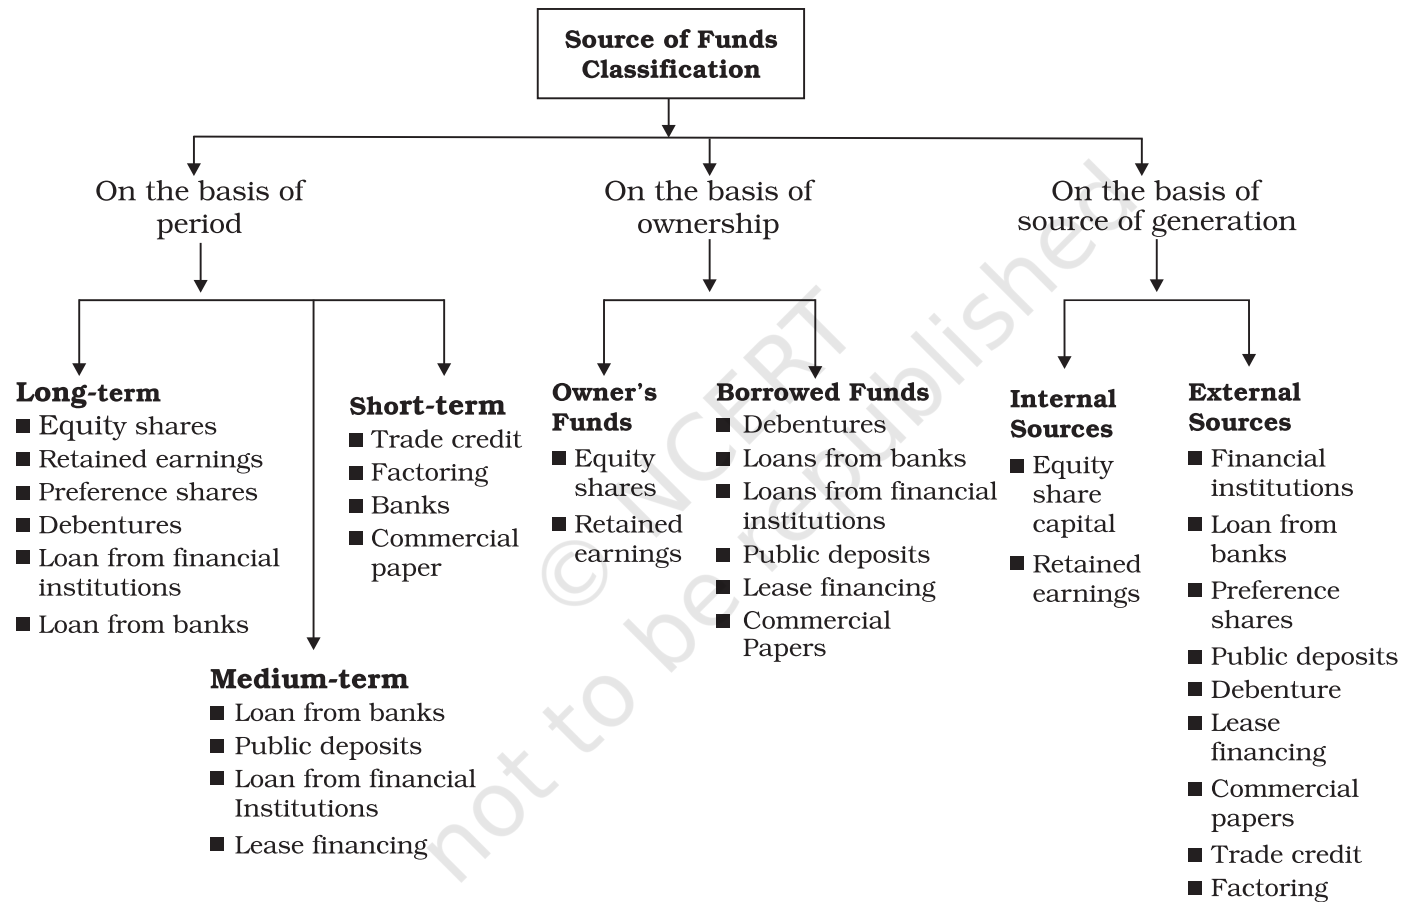 Source of Funds
Classification
On the basis of
period
On the basis of
ownership
On the basis of
source of generation
Long-term
■ Equity shares
■ Retained earnings
■ Preference shares
■ Debentures
■ Loan from financial
institutions
■ Loan from banks
Medium-term
■ Loan from banks
■ Public deposits
■ Loan from financial
Institutions
■ Lease financing
Short-term
■ Trade credit
■ Factoring
■ Banks
■ Commercial
paper
Owner's
Funds
■ Equity
shares
■ Retained
earnings
Borrowed Funds
■ Debentures
■ Loans from banks
■ Loans from financial
institutions
■ Public deposits
■ Lease financing
■ Commercial
Papers
Internal
Sources
■ Equity
share
capital
■ Retained
earnings
External
Sources
■ Financial
institutions
■ Loan from
banks
■ Preference
shares
■ Public deposits
■ Debenture
■ Lease
financing
■ Commercial
papers
■ Trade credit
■ Factoring
© NCERT
not to be republished